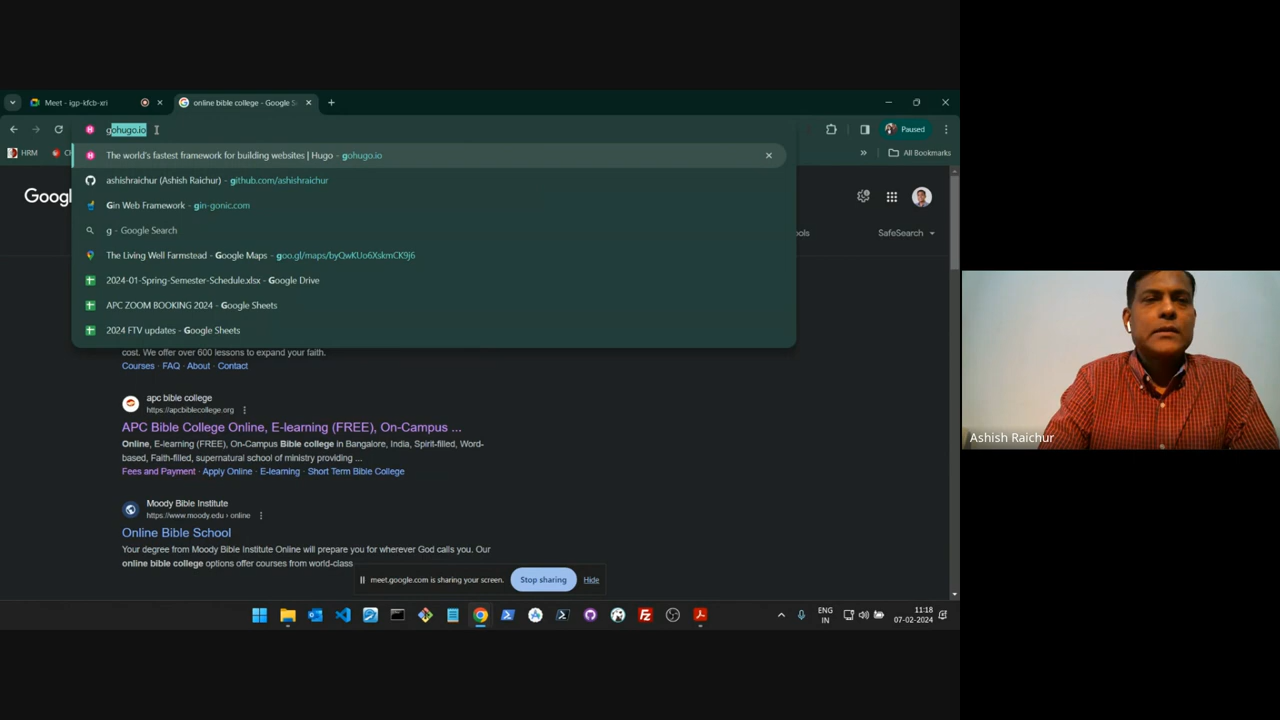 Meet - igp-kfcb-xri
online bible college - Google S
gohugo.io
Paused
HRM
All Bookmarks
The world's fastest framework for building websites | Hugo - gohugo.io
ashishraichur (Ashish Raichur) - github.com/ashishraichur
Gin Web Framework - gin-gonic.com
g - Google Search
The Living Well Farmstead - Google Maps - goo.gl/maps/byQwKUo6XskmCK9j6
2024-01-Spring-Semester-Schedule.xlsx - Google Drive
APC ZOOM BOOKING 2024 - Google Sheets
2024 FTV updates - Google Sheets
Goog
ols
SafeSearch
cost. We offer over 600 lessons to expand your faith.
Courses · FAQ · About · Contact
apc bible college
https://apcbiblecollege.org
APC Bible College Online, E-learning (FREE), On-Campus ...
Online, E-learning (FREE), On-Campus Bible college in Bangalore, India, Spirit-filled, Word-
based, Faith-filled, supernatural school of ministry providing ...
Fees and Payment · Apply Online · E-learning · Short Term Bible College
Moody Bible Institute
https://www.moody.edu › online
Online Bible School
Your degree from Moody Bible Institute Online will prepare you for wherever God calls you. Our
online bible college options offer courses from world-class
meet.google.com is sharing your screen.
Stop sharing
Hide
ENG
IN
11:18
07-02-2024
Ashish Raichur